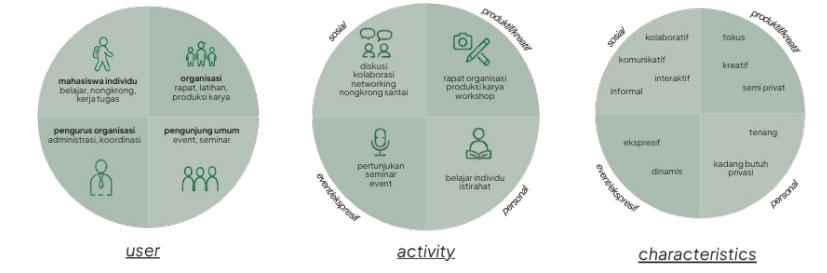 mahasiswa individu
belajar, nongkrong,
kerja tugas
organisasi
rapat, latihan,
produksi karya
pengurus organisasi
administrasi, koordinasi
pengunjung umum
event, seminar
user
sosial
produktif/kreatif
diskusi
kolaborasi
networking
nongkrong santai
rapat organisasi
produksi karya
workshop
pertunjukan
seminar
event
belajar individu
istirahat
event/ekspresif
personal
activity
sosial
produktif/kreatif
kolaboratif
komunikatif
interaktif
informal
fokus
kreatif
semi privat
ekspresif
dinamis
tenang
kadang butuh
privasi
event/ekspresif
personal
characteristics